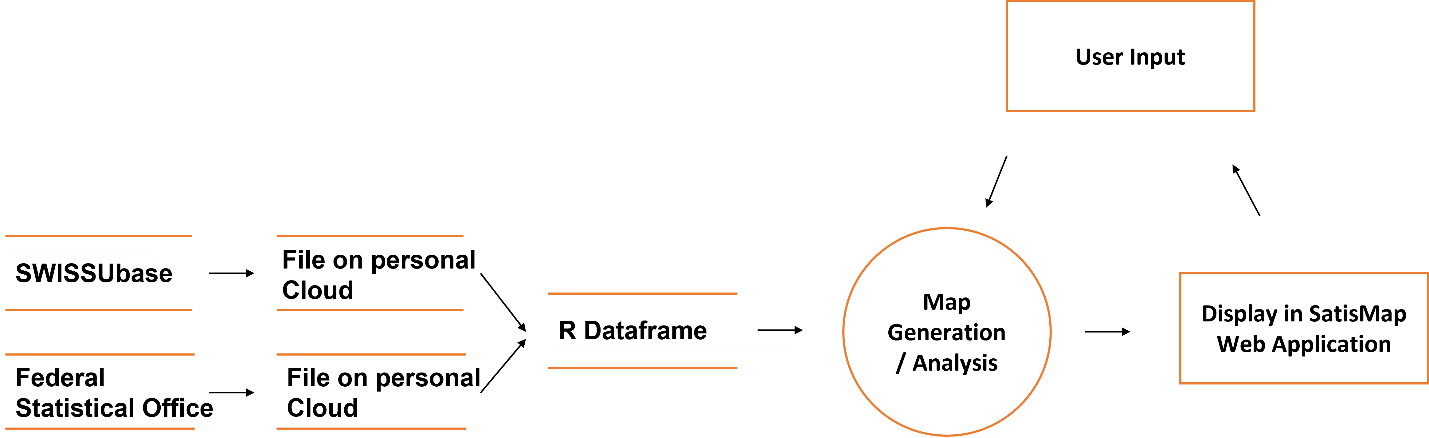 User Input
SWISSUbase
File on personal
Cloud
Federal
Statistical Office
File on personal
Cloud
R Dataframe
Map
Generation
/ Analysis
Display in SatisMap
Web Application